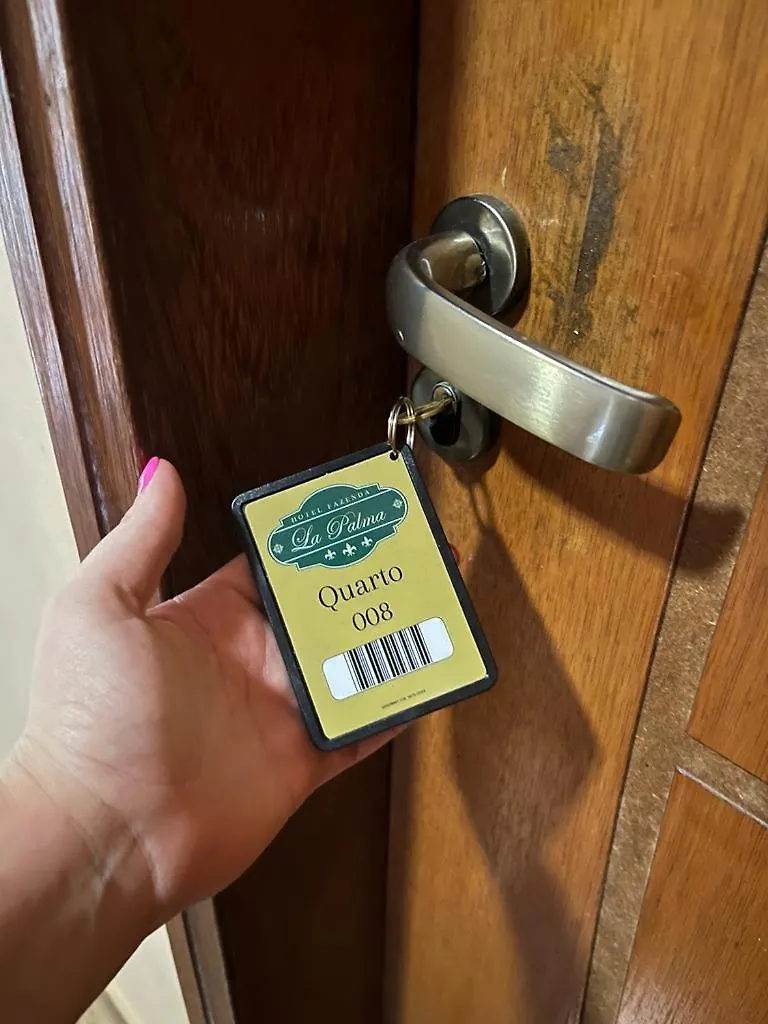 HOTEL FAZENDA
La Palma
Quarto
008